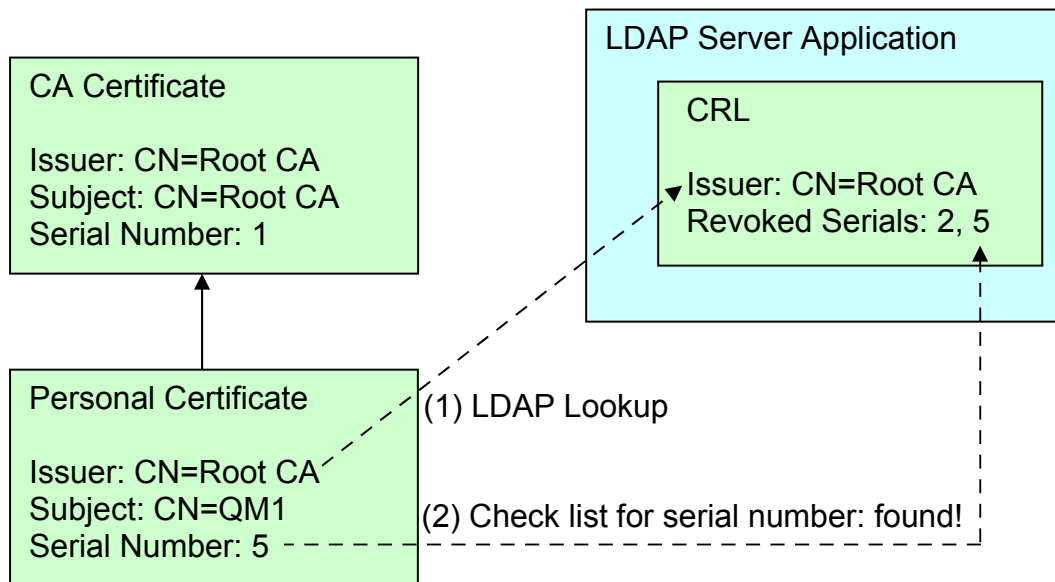 LDAP Server Application
CA Certificate
Issuer: CN=Root CA
Subject: CN=Root CA
Serial Number: 1
CRL
Issuer: CN=Root CA
Revoked Serials: 2, 5
Personal Certificate
Issuer: CN=Root CA
Subject: CN=QM1
Serial Number: 5
(1) LDAP Lookup
(2) Check list for serial number: found!